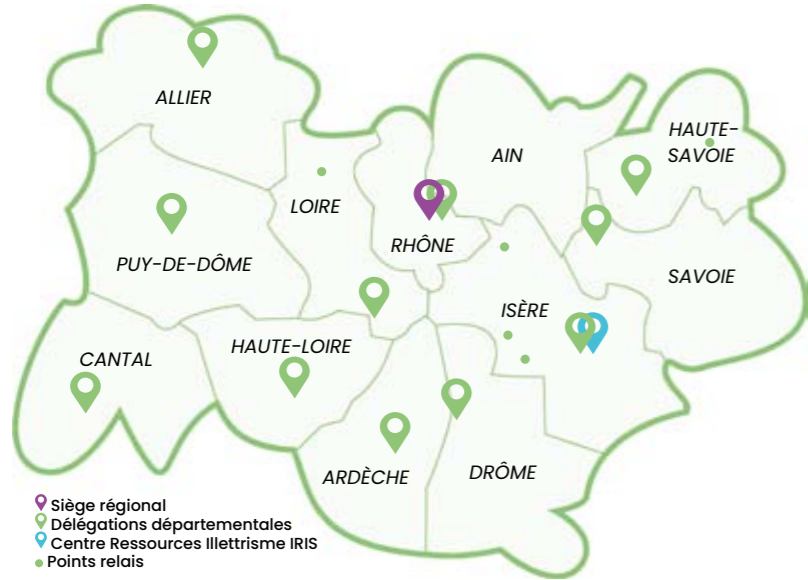 ALLIER
HAUTE-
SAVOIE
AIN
LOIRE
RHÔNE
PUY-DE-DÔME
SAVOIE
ISÈRE
HAUTE-LOIRE
CANTAL
ARDÈCHE
DRÔME
Siège régional
Délégations départementales
Centre Ressources Illettrisme IRIS
Points relais